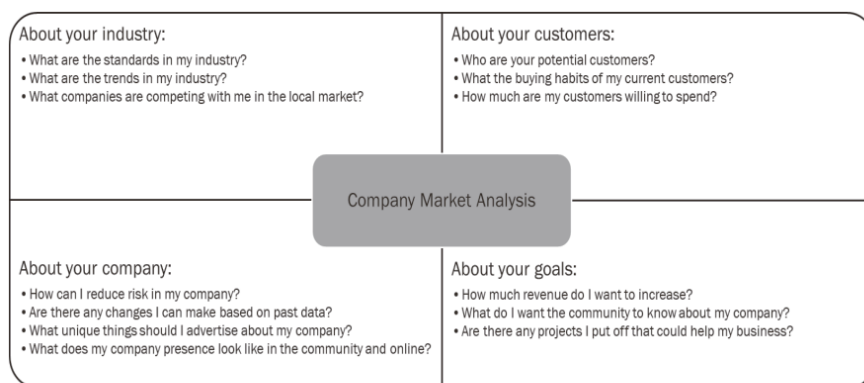 About your industry:
• What are the standards in my industry?
• What are the trends in my industry?
• What companies are competing with me in the local market?
About your customers:
• Who are your potential customers?
• What the buying habits of my current customers?
• How much are my customers willing to spend?
Company Market Analysis
About your company:
• How can I reduce risk in my company?
• Are there any changes I can make based on past data?
• What unique things should I advertise about my company?
• What does my company presence look like in the community and online?
About your goals:
• How much revenue do I want to increase?
• What do I want the community to know about my company?
• Are there any projects I put off that could help my business?